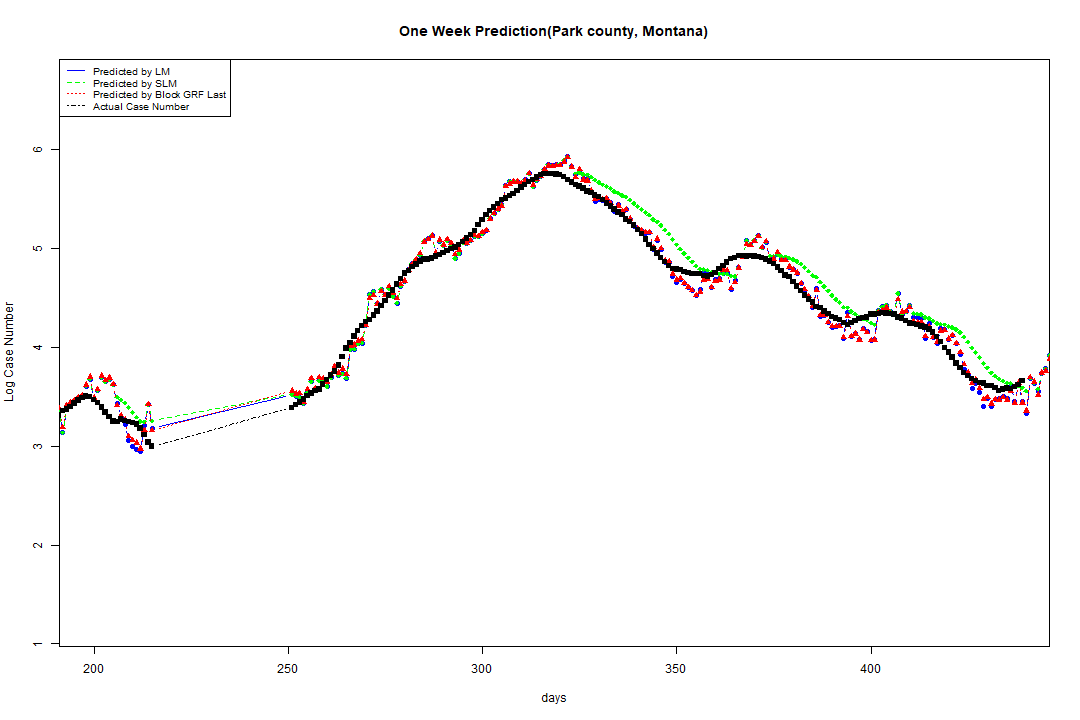 One Week Prediction(Park county, Montana)
Predicted by LM
Predicted by SLM
Predicted by Block GRF Last
Actual Case Number
Log Case Number
6
5
4
3
2
1
200 250 300 350 400
days